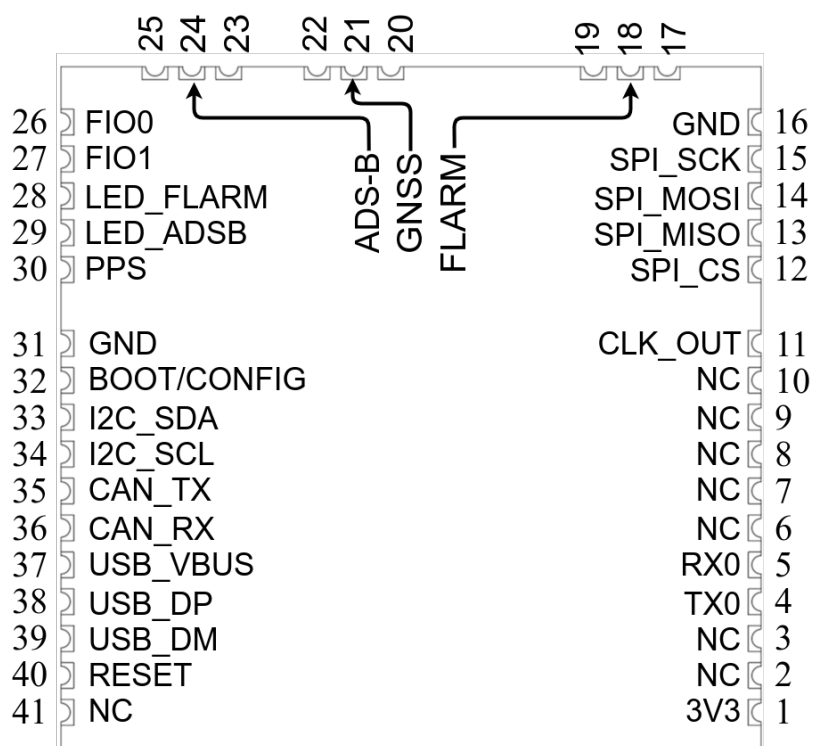 25 24 23 22 21 20 19 18 17
26 FIO0
27 FIO1
28 LED_FLARM
29 LED_ADSB
30 PPS
ADS-B
GNSS
FLARM
GND 16
SPI_SCK 15
SPI_MOSI 14
SPI_MISO 13
SPI_CS 12
31 GND
32 BOOT/CONFIG
33 I2C_SDA
34 I2C_SCL
35 CAN_TX
36 CAN_RX
37 USB_VBUS
38 USB_DP
39 USB_DM
40 RESET
41 NC
CLK_OUT 11
NC 10
NC 9
NC 8
NC 7
NC 6
RX0 5
TX0 4
NC 3
NC 2
3V3 1